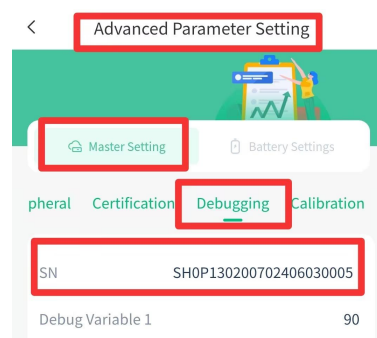 Advanced Parameter Setting
Master Setting
Battery Settings
pheral Certification Debugging Calibration
SN SH0P130200702406030005
Debug Variable 1 90